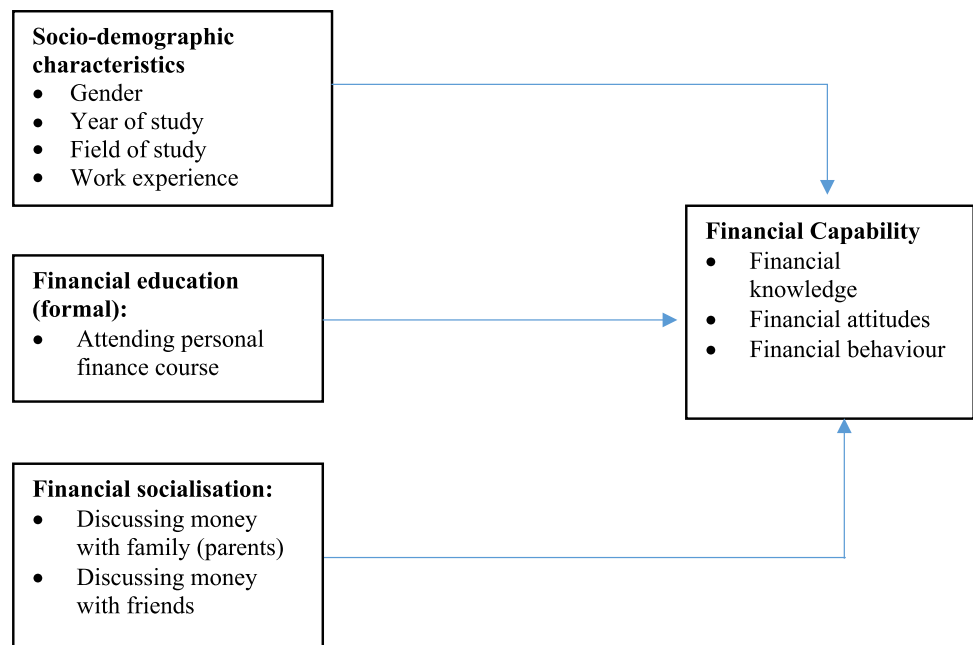 Socio-demographic
characteristics
• Gender
• Year of study
• Field of study
• Work experience
Financial education
(formal):
• Attending personal
finance course
Financial socialisation:
• Discussing money
with family (parents)
• Discussing money
with friends
Financial Capability
• Financial
knowledge
• Financial attitudes
• Financial behaviour